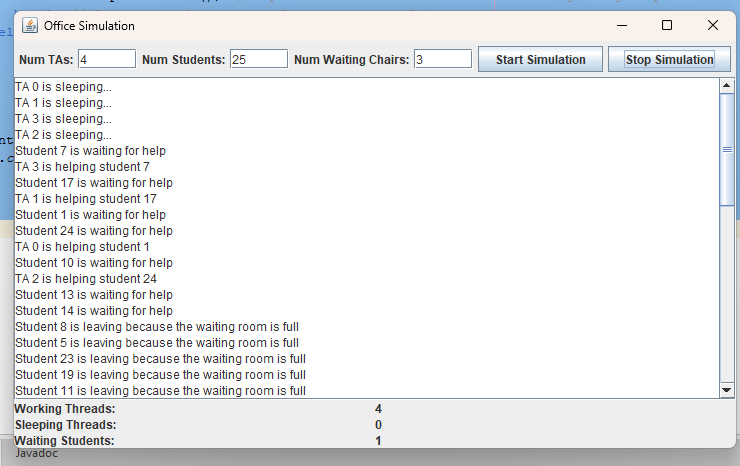 Office Simulation
Num TAs: 4 Num Students: 25 Num Waiting Chairs: 3 Start Simulation Stop Simulation
TA 0 is sleeping...
TA 1 is sleeping...
TA 3 is sleeping...
TA 2 is sleeping...
Student 7 is waiting for help
TA 3 is helping student 7
Student 17 is waiting for help
TA 1 is helping student 17
Student 1 is waiting for help
Student 24 is waiting for help
TA 0 is helping student 1
Student 10 is waiting for help
TA 2 is helping student 24
Student 13 is waiting for help
Student 14 is waiting for help
Student 8 is leaving because the waiting room is full
Student 5 is leaving because the waiting room is full
Student 23 is leaving because the waiting room is full
Student 19 is leaving because the waiting room is full
Student 11 is leaving because the waiting room is full
Working Threads: 4
Sleeping Threads: 0
Waiting Students: 1
Javadoc